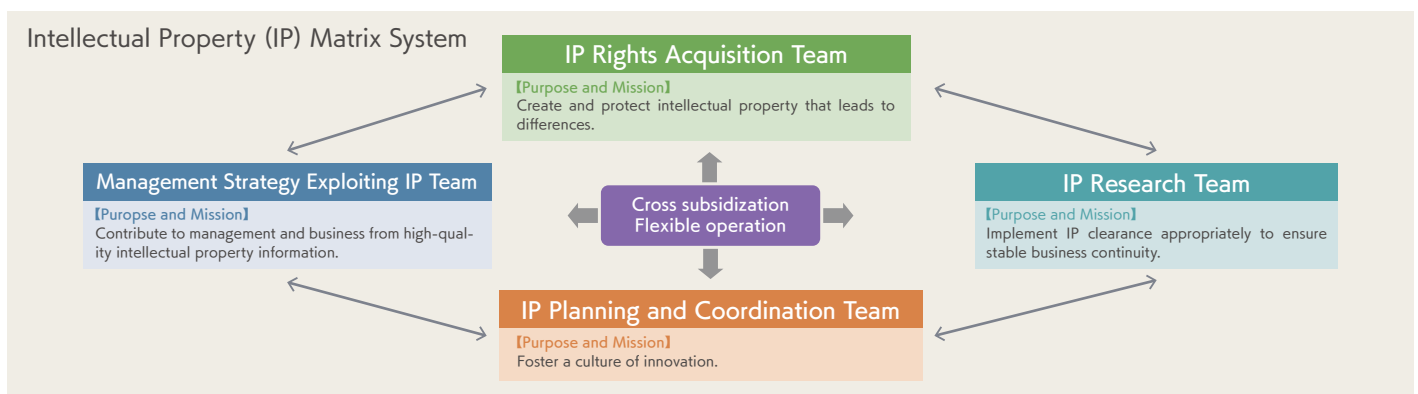 Intellectual Property (IP) Matrix System
IP Rights Acquisition Team
【Purpose and Mission】
Create and protect intellectual property that leads to
differences.
Management Strategy Exploiting IP Team
【Puropse and Mission】
Contribute to management and business from high-qual-
ity intellectual property information.
Cross subsidization
Flexible operation
IP Research Team
【Purpose and Mission】
Implement IP clearance appropriately to ensure
stable business continuity.
IP Planning and Coordination Team
【Purpose and Mission】
Foster a culture of innovation.